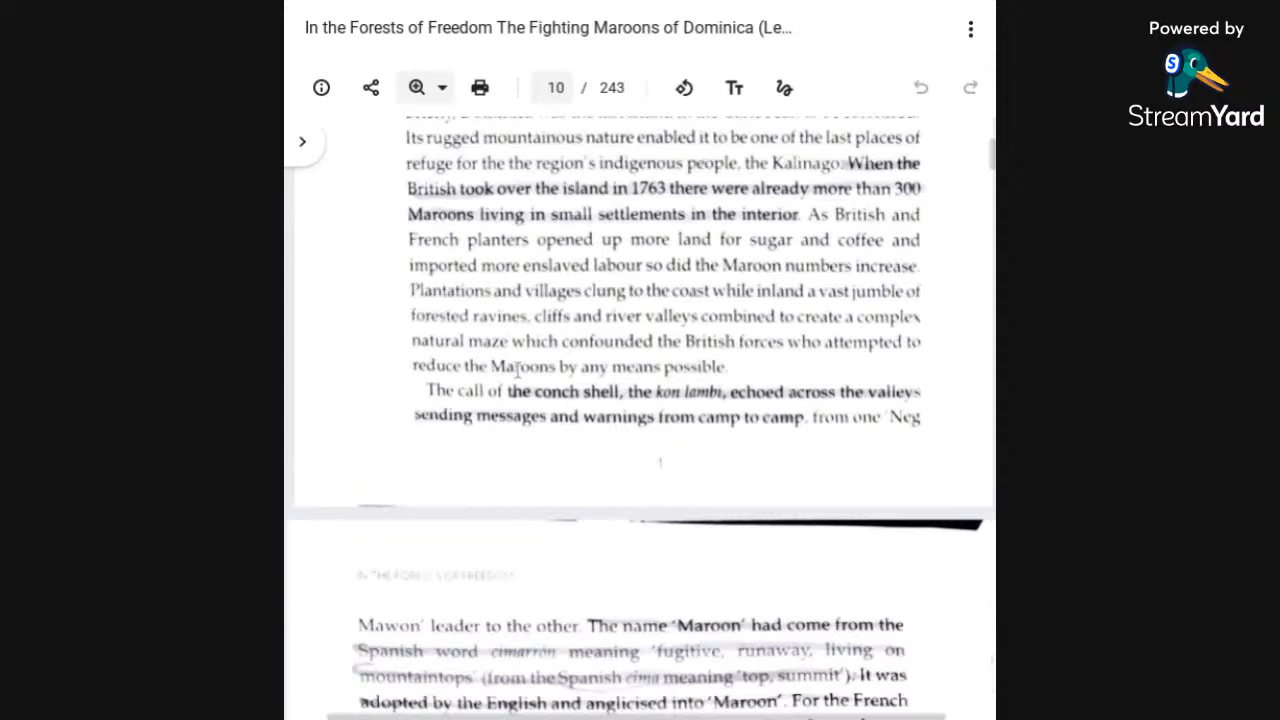 In the Forests of Freedom The Fighting Maroons of Dominica (Le...
Powered by
S
StreamYard
10 / 243
Its rugged mountainous nature enabled it to be one of the last places of
refuge for the the region's indigenous people, the Kalinago. When the
British took over the island in 1763 there were already more than 300
Maroons living in small settlements in the interior. As British and
French planters opened up more land for sugar and coffee and
imported more enslaved labour so did the Maroon numbers increase.
Plantations and villages clung to the coast while inland a vast jumble of
forested ravines, cliffs and river valleys combined to create a complex
natural maze which confounded the British forces who attempted to
reduce the Maroons by any means possible.
The call of the conch shell, the kon lambi, echoed across the valleys
sending messages and warnings from camp to camp, from one 'Neg
1
IN THE FORESTS OF FREEDOM
Mawon' leader to the other. The name 'Maroon' had come from the
Spanish word cimarrón meaning 'fugitive, runaway, living on
mountaintops' (from the Spanish cima meaning 'top, summit'). It was
adopted by the English and anglicised into 'Maroon'. For the French